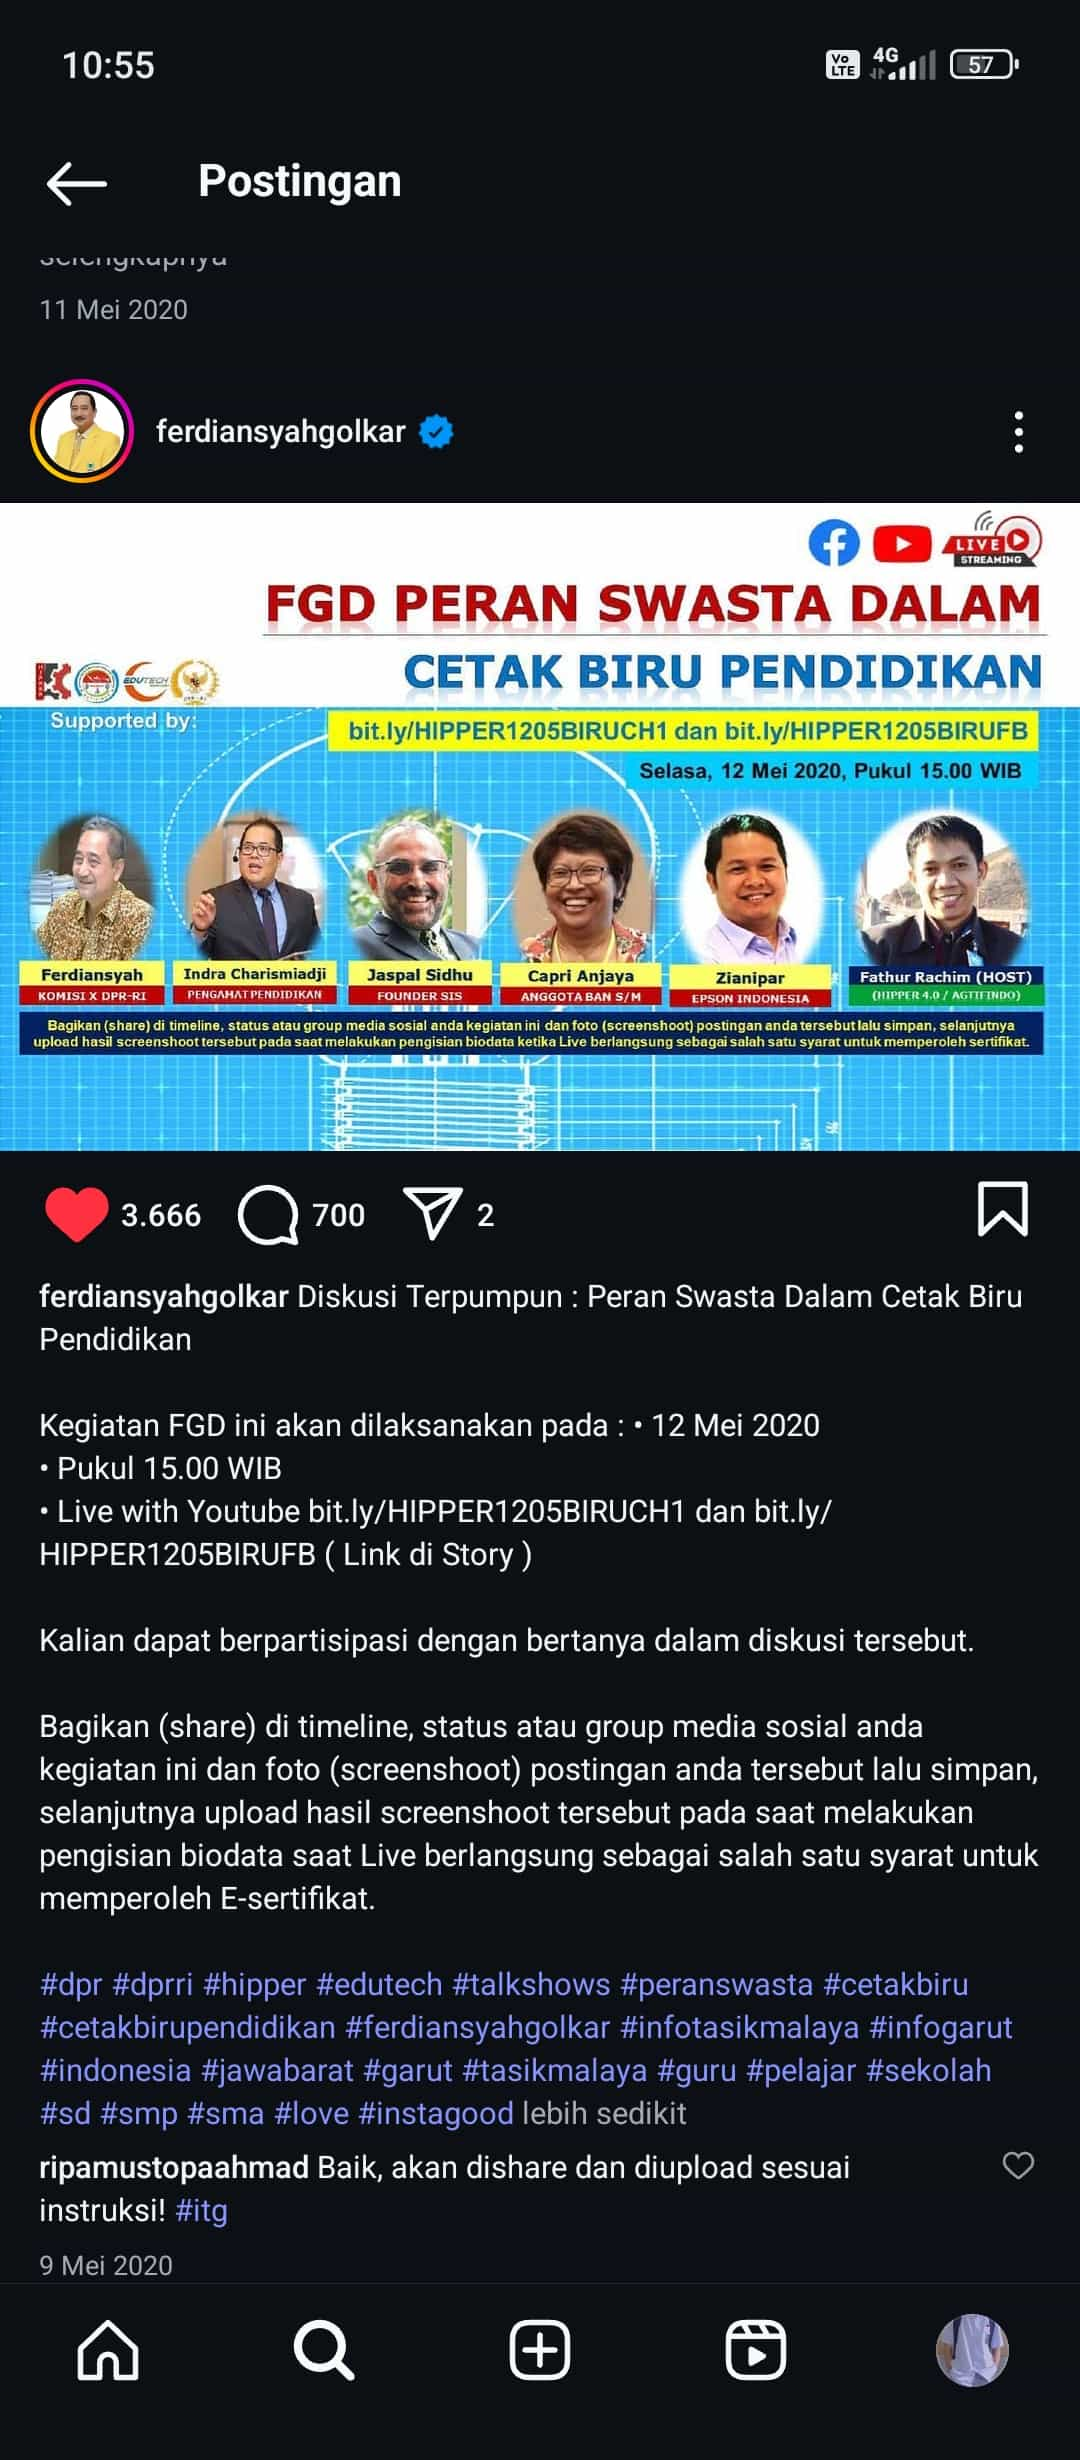 10:55
Vo LTE 4G 57
Postingan
selengkapnya
11 Mei 2020
ferdiansyahgolkar
LIVE
STREAMING
FGD PERAN SWASTA DALAM
CETAK BIRU PENDIDIKAN
EDUTECH
Supported by:
bit.ly/HIPPER1205BIRUCH1 dan bit.ly/HIPPER1205BIRUFB
Selasa, 12 Mei 2020, Pukul 15.00 WIB
Ferdiansyah
KOMISI X DPR-RI
Indra Charismiadji
PENGAMAT PENDIDIKAN
Jaspal Sidhu
FOUNDER SIS
Capri Anjaya
ANGGOTA BAN S/M
Zianipar
EPSON INDONESIA
Fathur Rachim (HOST)
(HIPPER 4.0 / AGTIFINDO)
Bagikan (share) di timeline, status atau group media sosial anda kegiatan ini dan foto (screenshoot) postingan anda tersebut lalu simpan, selanjutnya
upload hasil screenshoot tersebut pada saat melakukan pengisian biodata ketika Live berlangsung sebagai salah satu syarat untuk memperoleh sertifikat.
3.666 700 2
ferdiansyahgolkar Diskusi Terpumpun : Peran Swasta Dalam Cetak Biru
Pendidikan
Kegiatan FGD ini akan dilaksanakan pada : • 12 Mei 2020
• Pukul 15.00 WIB
• Live with Youtube bit.ly/HIPPER1205BIRUCH1 dan bit.ly/
HIPPER1205BIRUFB ( Link di Story )
Kalian dapat berpartisipasi dengan bertanya dalam diskusi tersebut.
Bagikan (share) di timeline, status atau group media sosial anda
kegiatan ini dan foto (screenshoot) postingan anda tersebut lalu simpan,
selanjutnya upload hasil screenshoot tersebut pada saat melakukan
pengisian biodata saat Live berlangsung sebagai salah satu syarat untuk
memperoleh E-sertifikat.
#dpr #dprri #hipper #edutech #talkshows #peranswasta #cetakbiru
#cetakbirupendidikan #ferdiansyahgolkar #infotasikmalaya #infogarut
#indonesia #jawabarat #garut #tasikmalaya #guru #pelajar #sekolah
#sd #smp #sma #love #instagood lebih sedikit
ripamustopaahmad Baik, akan dishare dan diupload sesuai
instruksi! #itg
9 Mei 2020